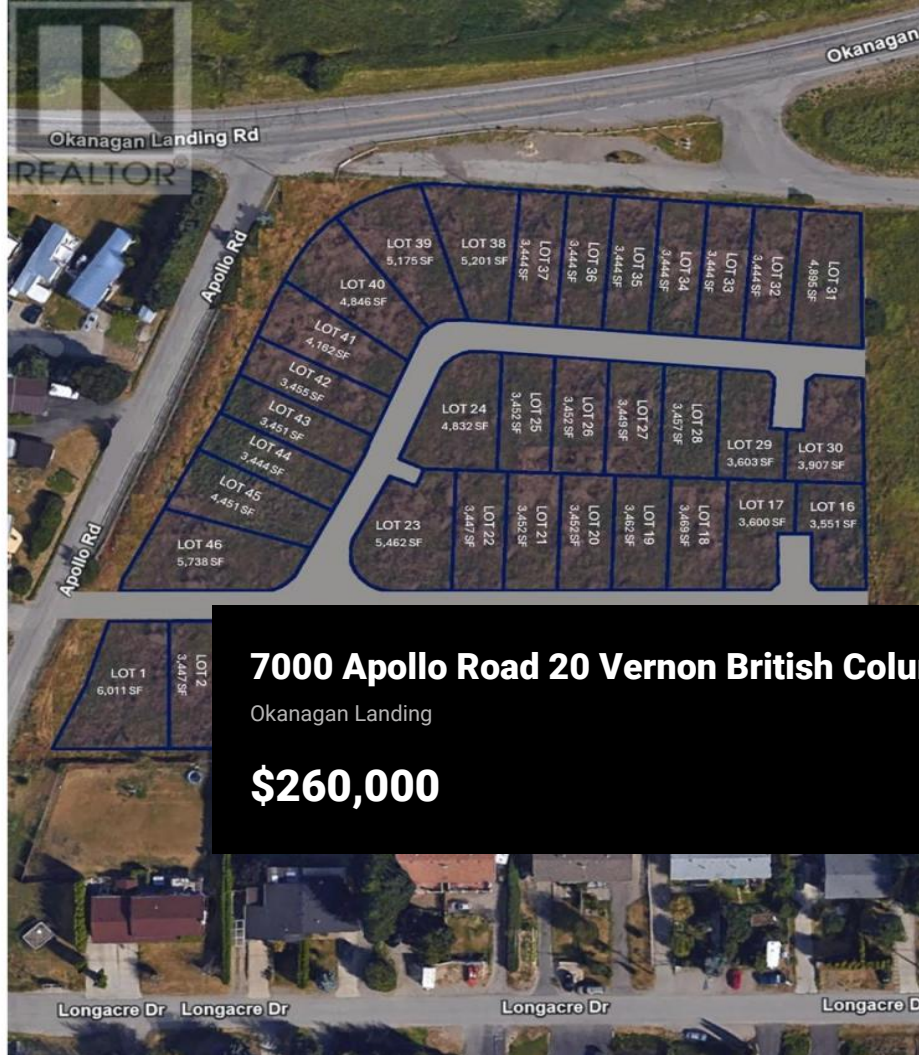 Okanagan
Okanagan Landing Rd
REALTOR®
Apollo Rd
LOT 39
5,175 SF
LOT 38
5,201 SF
LOT 37
3,444 SF
LOT 36
3,444 SF
LOT 35
3,444 SF
LOT 34
3,444 SF
LOT 33
3,444 SF
LOT 32
3,444 SF
LOT 31
4,895 SF
LOT 40
4,846 SF
LOT 41
4,162 SF
LOT 42
3,455 SF
LOT 43
3,451 SF
LOT 44
3,444 SF
LOT 45
4,451 SF
LOT 46
5,738 SF
LOT 24
4,832 SF
LOT 25
3,452 SF
LOT 26
3,452 SF
LOT 27
3,449 SF
LOT 28
3,457 SF
LOT 29
3,603 SF
LOT 30
3,907 SF
LOT 23
5,462 SF
LOT 22
3,447 SF
LOT 21
3,452 SF
LOT 20
3,452 SF
LOT 19
3,462 SF
LOT 18
3,469 SF
LOT 17
3,600 SF
LOT 16
3,551 SF
Apollo Rd
LOT 1
6,011 SF
LOT 2
3,447 SF
7000 Apollo Road 20 Vernon British Colu
Okanagan Landing
$260,000
Longacre Dr Longacre Dr Longacre Dr Longacre D